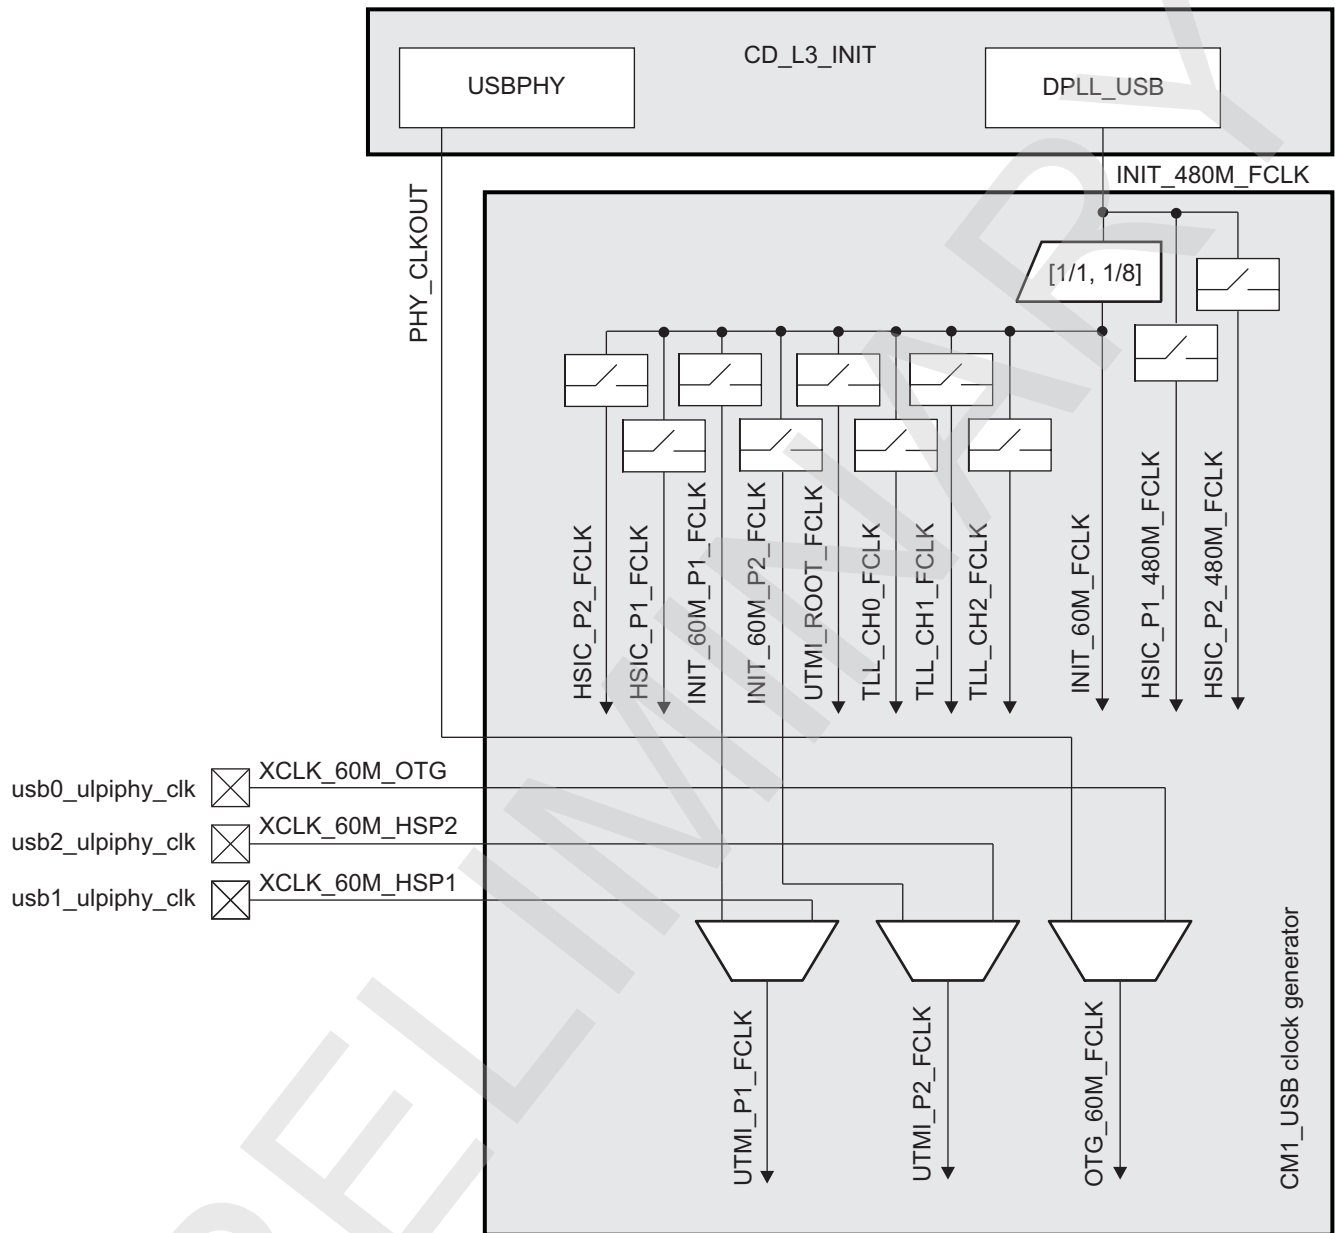 CD_L3_INIT
USBPHY
DPLL_USB
INIT_480M_FCLK
PHY_CLKOUT
[1/1, 1/8]
HSIC_P2_FCLK
HSIC_P1_FCLK
INIT_60M_P1_FCLK
INIT_60M_P2_FCLK
UTMI_ROOT_FCLK
TLL_CH0_FCLK
TLL_CH1_FCLK
TLL_CH2_FCLK
INIT_60M_FCLK
HSIC_P1_480M_FCLK
HSIC_P2_480M_FCLK
usb0_ulpiphy_clk
XCLK_60M_OTG
usb2_ulpiphy_clk
XCLK_60M_HSP2
usb1_ulpiphy_clk
XCLK_60M_HSP1
UTMI_P1_FCLK
UTMI_P2_FCLK
OTG_60M_FCLK
CM1_USB clock generator
RELIMINARY